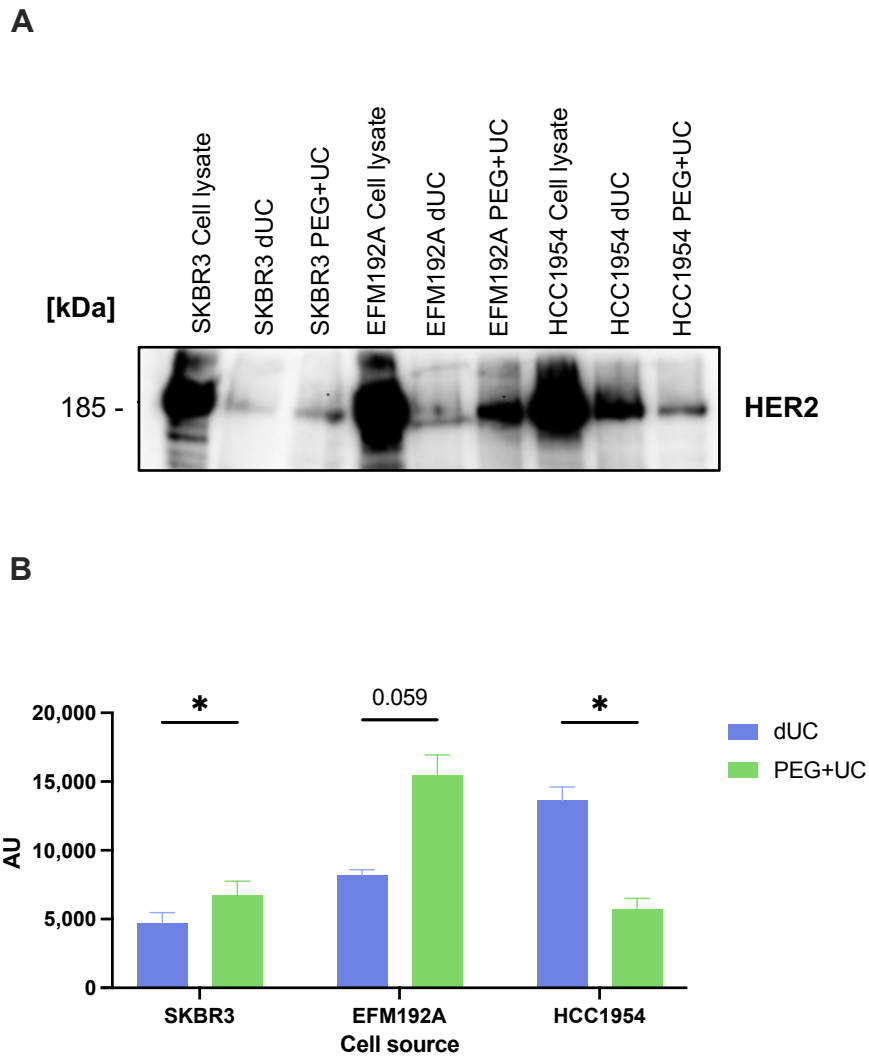 A
SKBR3 Cell lysate
SKBR3 dUC
SKBR3 PEG+UC
EFM192A Cell lysate
EFM192A dUC
EFM192A PEG+UC
HCC1954 Cell lysate
HCC1954 dUC
HCC1954 PEG+UC
[kDa]
185 -
HER2
B
* 0.059 *
20,000
15,000
10,000
5,000
0
AU
SKBR3 EFM192A HCC1954
Cell source
dUC
PEG+UC